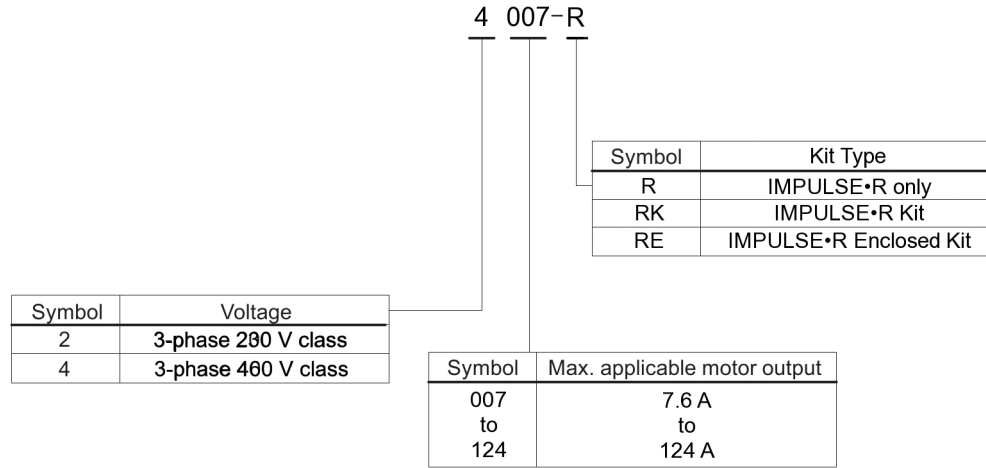 4 007-R
Symbol Kit Type
R IMPULSE•R only
RK IMPULSE•R Kit
RE IMPULSE•R Enclosed Kit
Symbol Voltage
2 3-phase 230 V class
4 3-phase 460 V class
Symbol Max. applicable motor output
007 7.6 A
to to
124 124 A